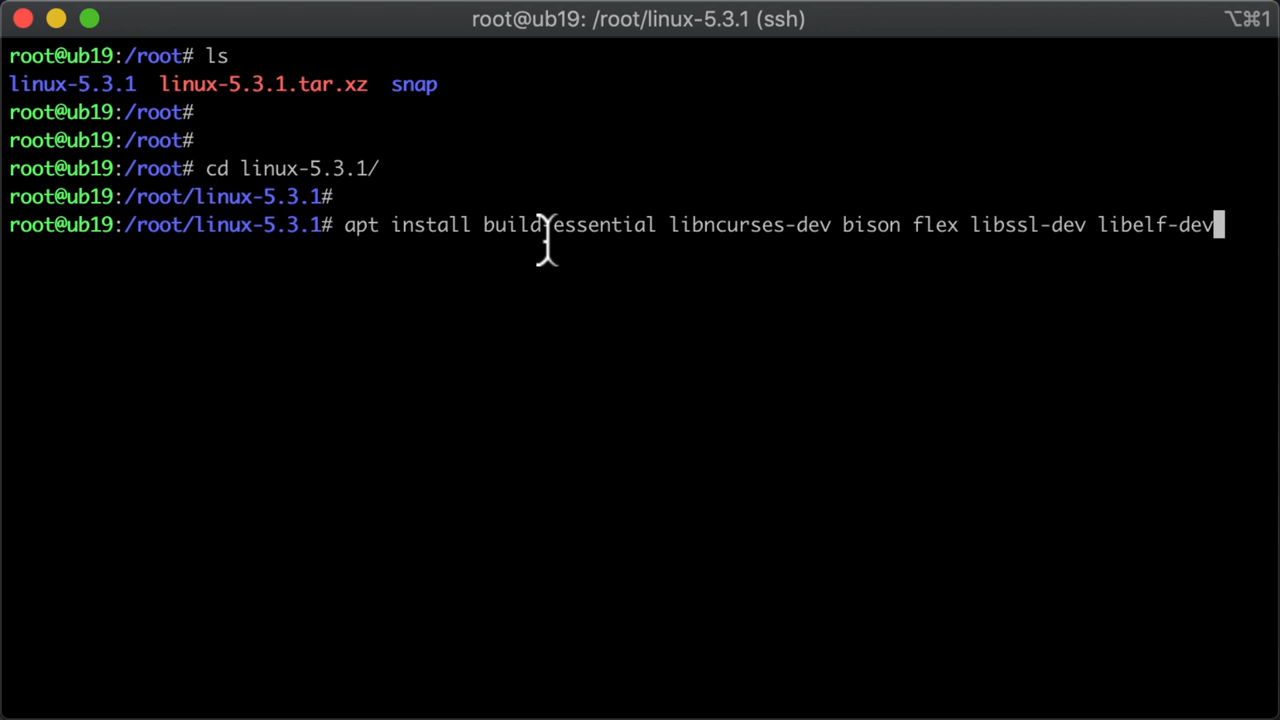 root@ub19: /root/linux-5.3.1 (ssh)
⌥⌘1
root@ub19:/root# ls
linux-5.3.1  linux-5.3.1.tar.xz  snap
root@ub19:/root#
root@ub19:/root#
root@ub19:/root# cd linux-5.3.1/
root@ub19:/root/linux-5.3.1#
root@ub19:/root/linux-5.3.1# apt install build-essential libncurses-dev bison flex libssl-dev libelf-dev